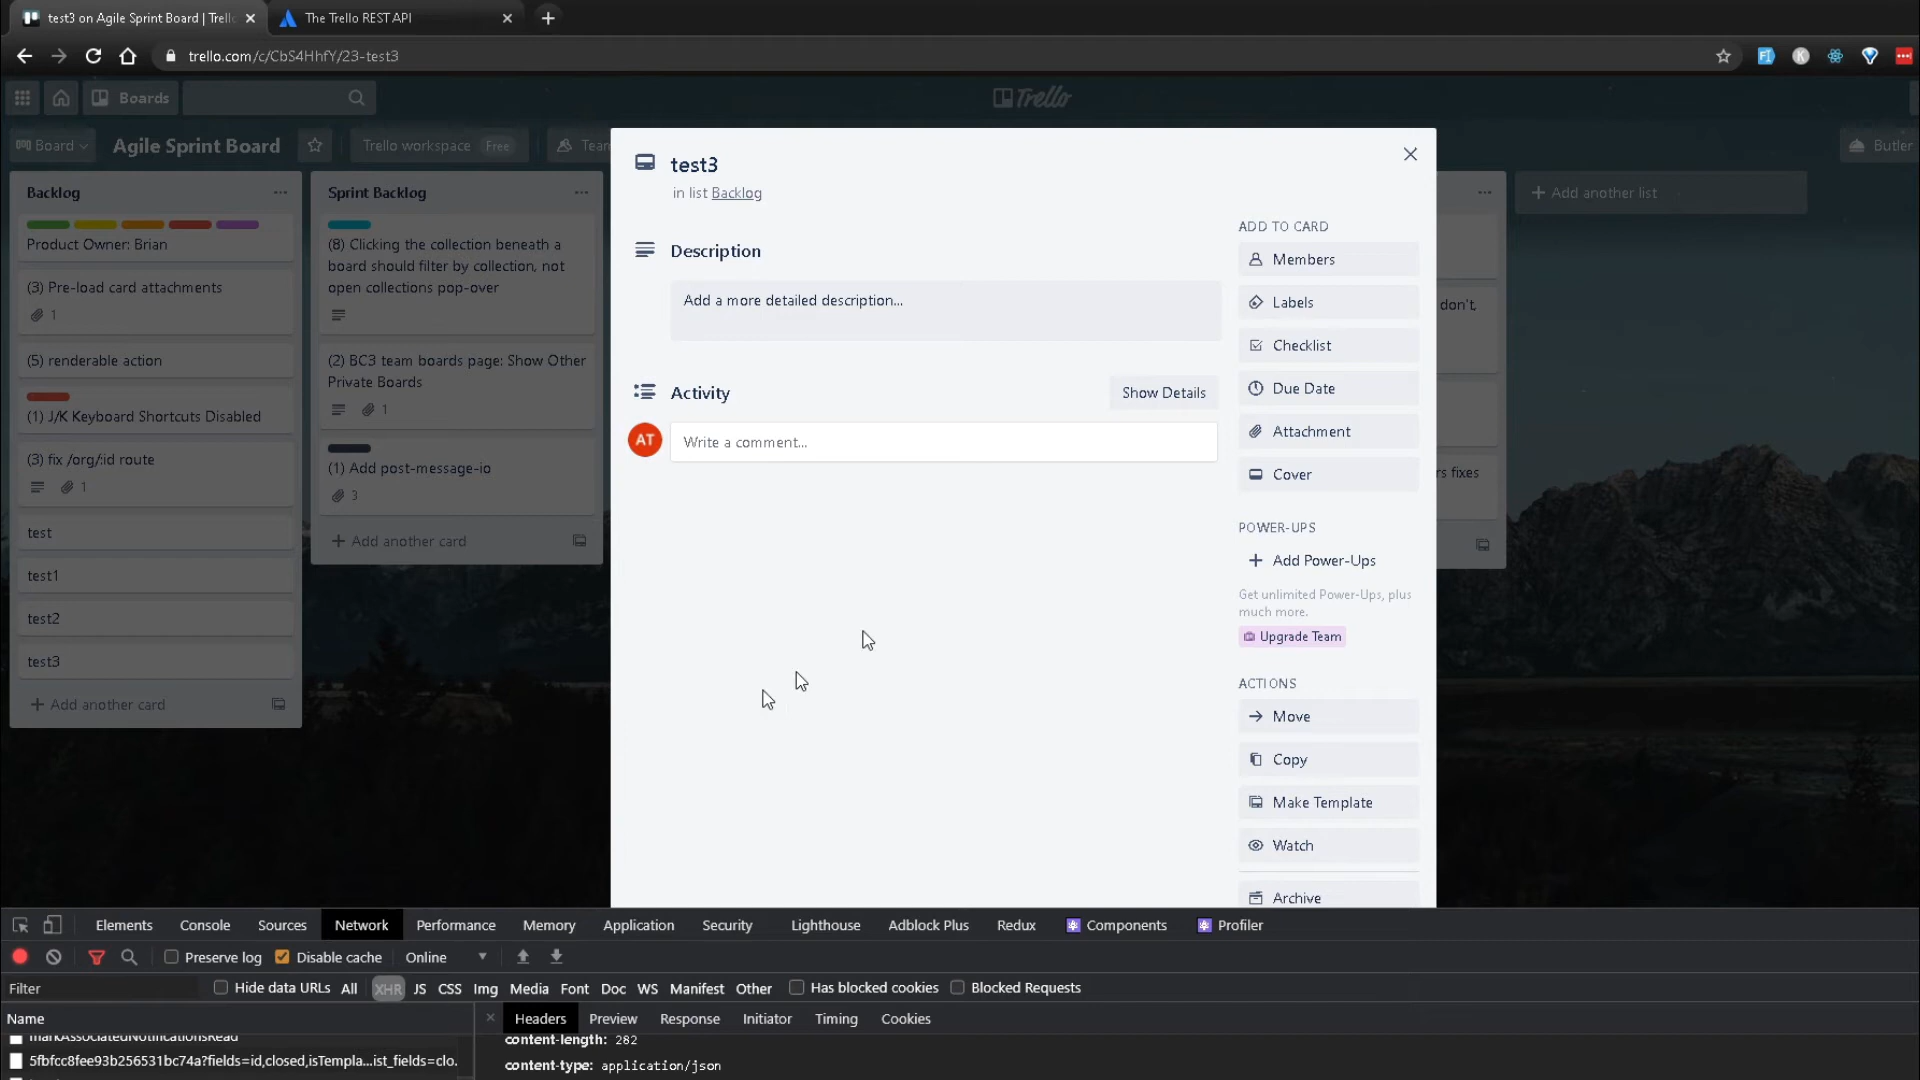 test3 on Agile Sprint Board | Trell
The Trello REST API
trello.com/c/CbS4HhfY/23-test3
Boards
Trello
Board
Agile Sprint Board
Trello workspace
Free
Team
Butler
Backlog
Product Owner: Brian
(3) Pre-load card attachments
1
(5) renderable action
(1) J/K Keyboard Shortcuts Disabled
(3) fix /org/:id route
1
test
test1
test2
test3
Add another card
Sprint Backlog
(8) Clicking the collection beneath a
board should filter by collection, not
open collections pop-over
(2) BC3 team boards page: Show Other
Private Boards
1
(1) Add post-message-io
3
Add another card
test3
in list Backlog
Description
Add a more detailed description...
Activity
Show Details
AT
Write a comment...
ADD TO CARD
Members
Labels
Checklist
Due Date
Attachment
Cover
POWER-UPS
Add Power-Ups
Get unlimited Power-Ups, plus
much more.
Upgrade Team
ACTIONS
Move
Copy
Make Template
Watch
Archive
don't,
rs fixes
Add another list
Elements
Console
Sources
Network
Performance
Memory
Application
Security
Lighthouse
Adblock Plus
Redux
Components
Profiler
Preserve log
Disable cache
Online
Filter
Hide data URLs
All
XHR
JS
CSS
Img
Media
Font
Doc
WS
Manifest
Other
Has blocked cookies
Blocked Requests
Name
Headers
Preview
Response
Initiator
Timing
Cookies
markAssociatedNotificationsRead
5fbfcc8fee93b256531bc74a?fields=id,closed,isTempla...ist_fields=clo.
content-length: 282
content-type: application/json